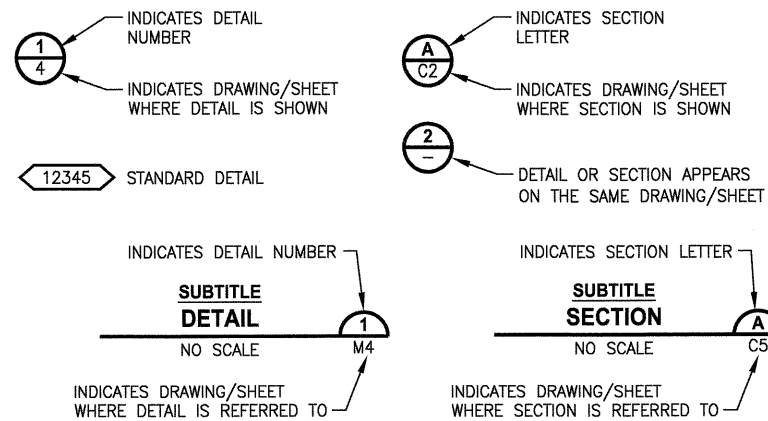 INDICATES DETAIL
NUMBER
1
4
INDICATES DRAWING/SHEET
WHERE DETAIL IS SHOWN
INDICATES SECTION
LETTER
A
C2
INDICATES DRAWING/SHEET
WHERE SECTION IS SHOWN
2
–
DETAIL OR SECTION APPEARS
ON THE SAME DRAWING/SHEET
12345 STANDARD DETAIL
INDICATES DETAIL NUMBER
SUBTITLE
DETAIL
1
NO SCALE
M4
INDICATES DRAWING/SHEET
WHERE DETAIL IS REFERRED TO
INDICATES SECTION LETTER
SUBTITLE
SECTION
A
NO SCALE
C5
INDICATES DRAWING/SHEET
WHERE SECTION IS REFERRED TO